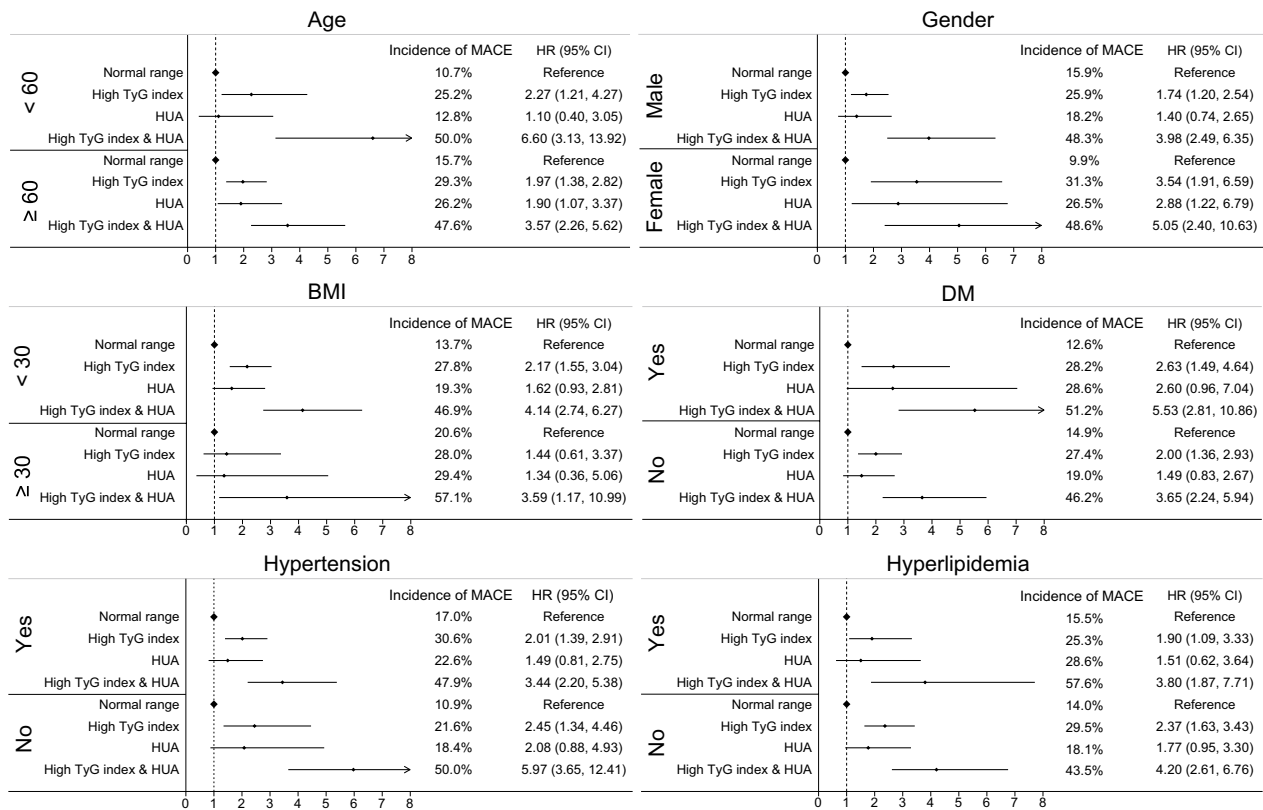 Age
Incidence of MACE HR (95% CI)
< 60
Normal range 10.7% Reference
High TyG index 25.2% 2.27 (1.21, 4.27)
HUA 12.8% 1.10 (0.40, 3.05)
High TyG index & HUA 50.0% 6.60 (3.13, 13.92)
≥ 60
Normal range 15.7% Reference
High TyG index 29.3% 1.97 (1.38, 2.82)
HUA 26.2% 1.90 (1.07, 3.37)
High TyG index & HUA 47.6% 3.57 (2.26, 5.62)
0 1 2 3 4 5 6 7 8
Gender
Incidence of MACE HR (95% CI)
Male
Normal range 15.9% Reference
High TyG index 25.9% 1.74 (1.20, 2.54)
HUA 18.2% 1.40 (0.74, 2.65)
High TyG index & HUA 48.3% 3.98 (2.49, 6.35)
Female
Normal range 9.9% Reference
High TyG index 31.3% 3.54 (1.91, 6.59)
HUA 26.5% 2.88 (1.22, 6.79)
High TyG index & HUA 48.6% 5.05 (2.40, 10.63)
0 1 2 3 4 5 6 7 8
BMI
Incidence of MACE HR (95% CI)
< 30
Normal range 13.7% Reference
High TyG index 27.8% 2.17 (1.55, 3.04)
HUA 19.3% 1.62 (0.93, 2.81)
High TyG index & HUA 46.9% 4.14 (2.74, 6.27)
≥ 30
Normal range 20.6% Reference
High TyG index 28.0% 1.44 (0.61, 3.37)
HUA 29.4% 1.34 (0.36, 5.06)
High TyG index & HUA 57.1% 3.59 (1.17, 10.99)
0 1 2 3 4 5 6 7 8
DM
Incidence of MACE HR (95% CI)
Yes
Normal range 12.6% Reference
High TyG index 28.2% 2.63 (1.49, 4.64)
HUA 28.6% 2.60 (0.96, 7.04)
High TyG index & HUA 51.2% 5.53 (2.81, 10.86)
No
Normal range 14.9% Reference
High TyG index 27.4% 2.00 (1.36, 2.93)
HUA 19.0% 1.49 (0.83, 2.67)
High TyG index & HUA 46.2% 3.65 (2.24, 5.94)
0 1 2 3 4 5 6 7 8
Hypertension
Incidence of MACE HR (95% CI)
Yes
Normal range 17.0% Reference
High TyG index 30.6% 2.01 (1.39, 2.91)
HUA 22.6% 1.49 (0.81, 2.75)
High TyG index & HUA 47.9% 3.44 (2.20, 5.38)
No
Normal range 10.9% Reference
High TyG index 21.6% 2.45 (1.34, 4.46)
HUA 18.4% 2.08 (0.88, 4.93)
High TyG index & HUA 50.0% 5.97 (3.65, 12.41)
0 1 2 3 4 5 6 7 8
Hyperlipidemia
Incidence of MACE HR (95% CI)
Yes
Normal range 15.5% Reference
High TyG index 25.3% 1.90 (1.09, 3.33)
HUA 28.6% 1.51 (0.62, 3.64)
High TyG index & HUA 57.6% 3.80 (1.87, 7.71)
No
Normal range 14.0% Reference
High TyG index 29.5% 2.37 (1.63, 3.43)
HUA 18.1% 1.77 (0.95, 3.30)
High TyG index & HUA 43.5% 4.20 (2.61, 6.76)
0 1 2 3 4 5 6 7 8